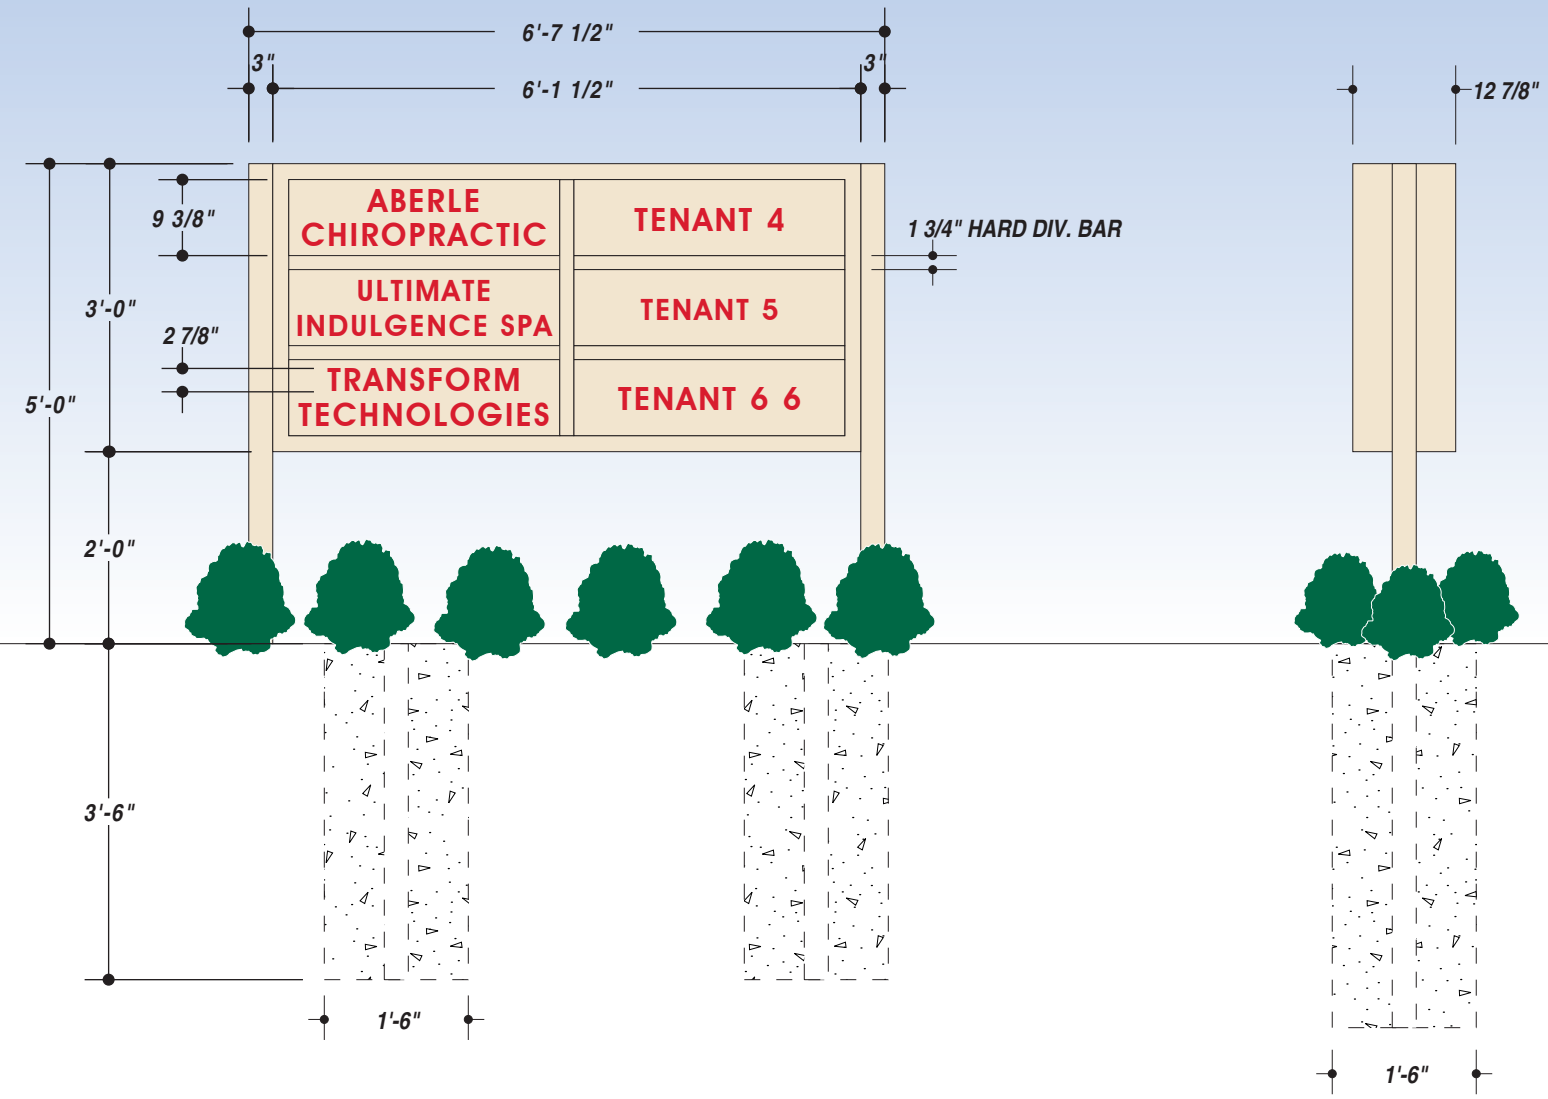 6'-7 1/2"
3"
3"
6'-1 1/2"
12 7/8"
9 3/8"
ABERLE
CHIROPRACTIC
TENANT 4
1 3/4" HARD DIV. BAR
3'-0"
ULTIMATE
INDULGENCE SPA
TENANT 5
2 7/8"
TRANSFORM
TECHNOLOGIES
TENANT 6 6
5'-0"
2'-0"
3'-6"
1'-6"
1'-6"